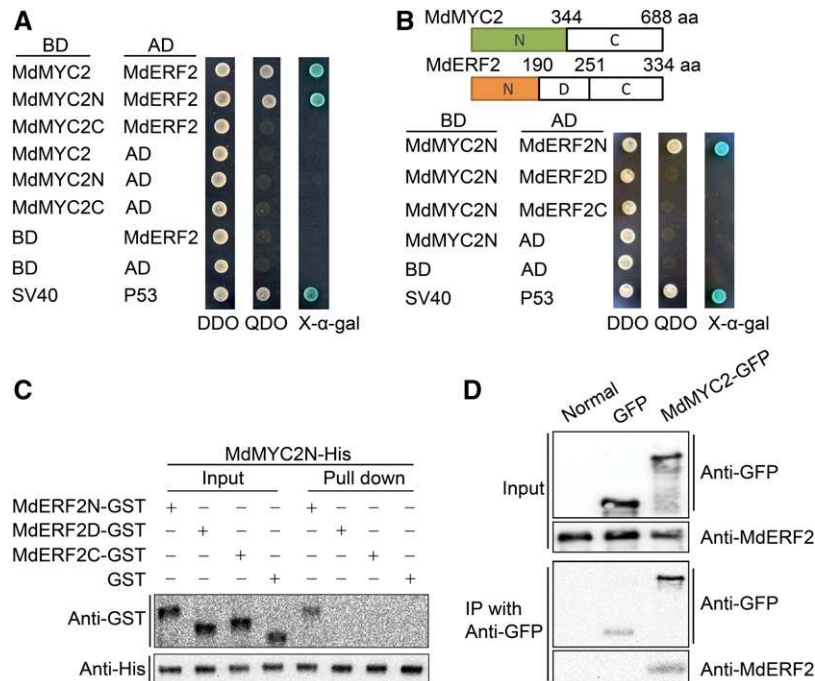 A
BD AD
MdMYC2 MdERF2
MdMYC2N MdERF2
MdMYC2C MdERF2
MdMYC2 AD
MdMYC2N AD
MdMYC2C AD
BD MdERF2
BD AD
SV40 P53
DDO QDO X-α-gal
B
MdMYC2 344 688 aa
N C
MdERF2 190 251 334 aa
N D C
BD AD
MdMYC2N MdERF2N
MdMYC2N MdERF2D
MdMYC2N MdERF2C
MdMYC2N AD
BD AD
SV40 P53
DDO QDO X-α-gal
C
MdMYC2N-His
Input Pull down
MdERF2N-GST + − − − + − − −
MdERF2D-GST − + − − − + − −
MdERF2C-GST − − + − − − + −
GST − − − + − − − +
Anti-GST
Anti-His
D
Normal GFP MdMYC2-GFP
Input
Anti-GFP
Anti-MdERF2
IP with
Anti-GFP
Anti-GFP
Anti-MdERF2